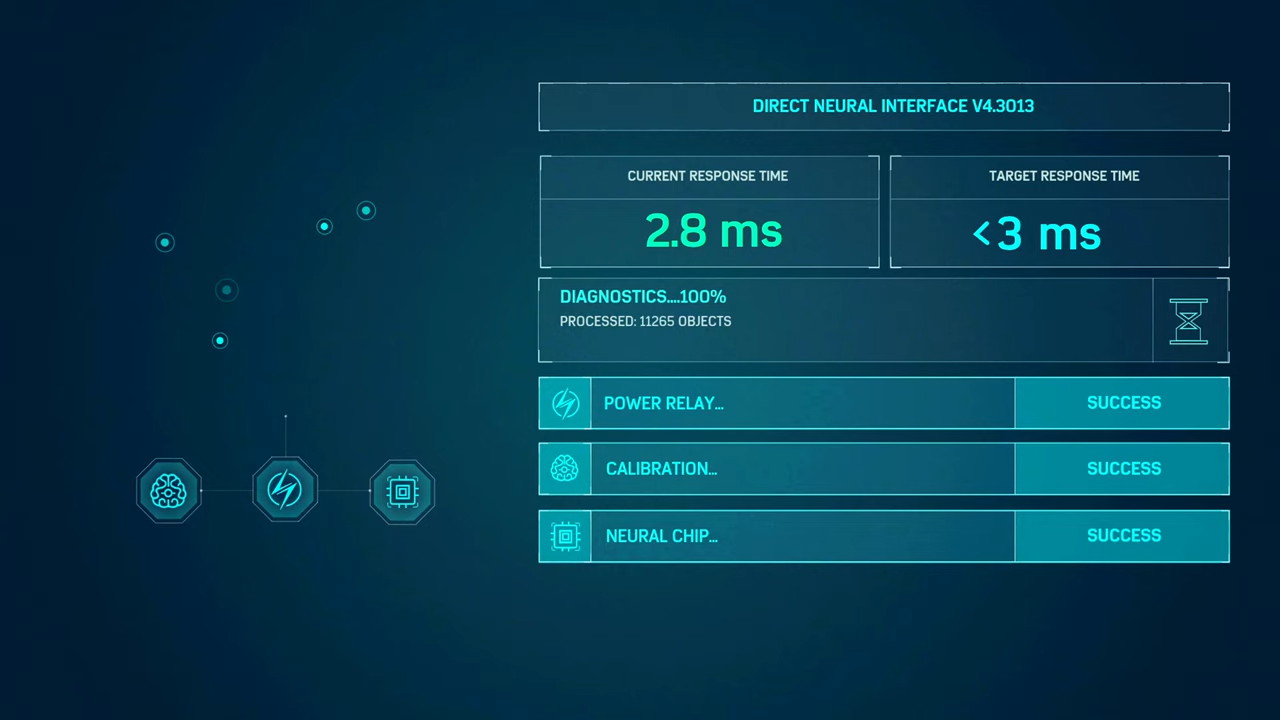 DIRECT NEURAL INTERFACE V4.3013
CURRENT RESPONSE TIME
TARGET RESPONSE TIME
2.8 ms
<3 ms
DIAGNOSTICS....100%
PROCESSED: 11265 OBJECTS
POWER RELAY...
SUCCESS
CALIBRATION...
SUCCESS
NEURAL CHIP...
SUCCESS